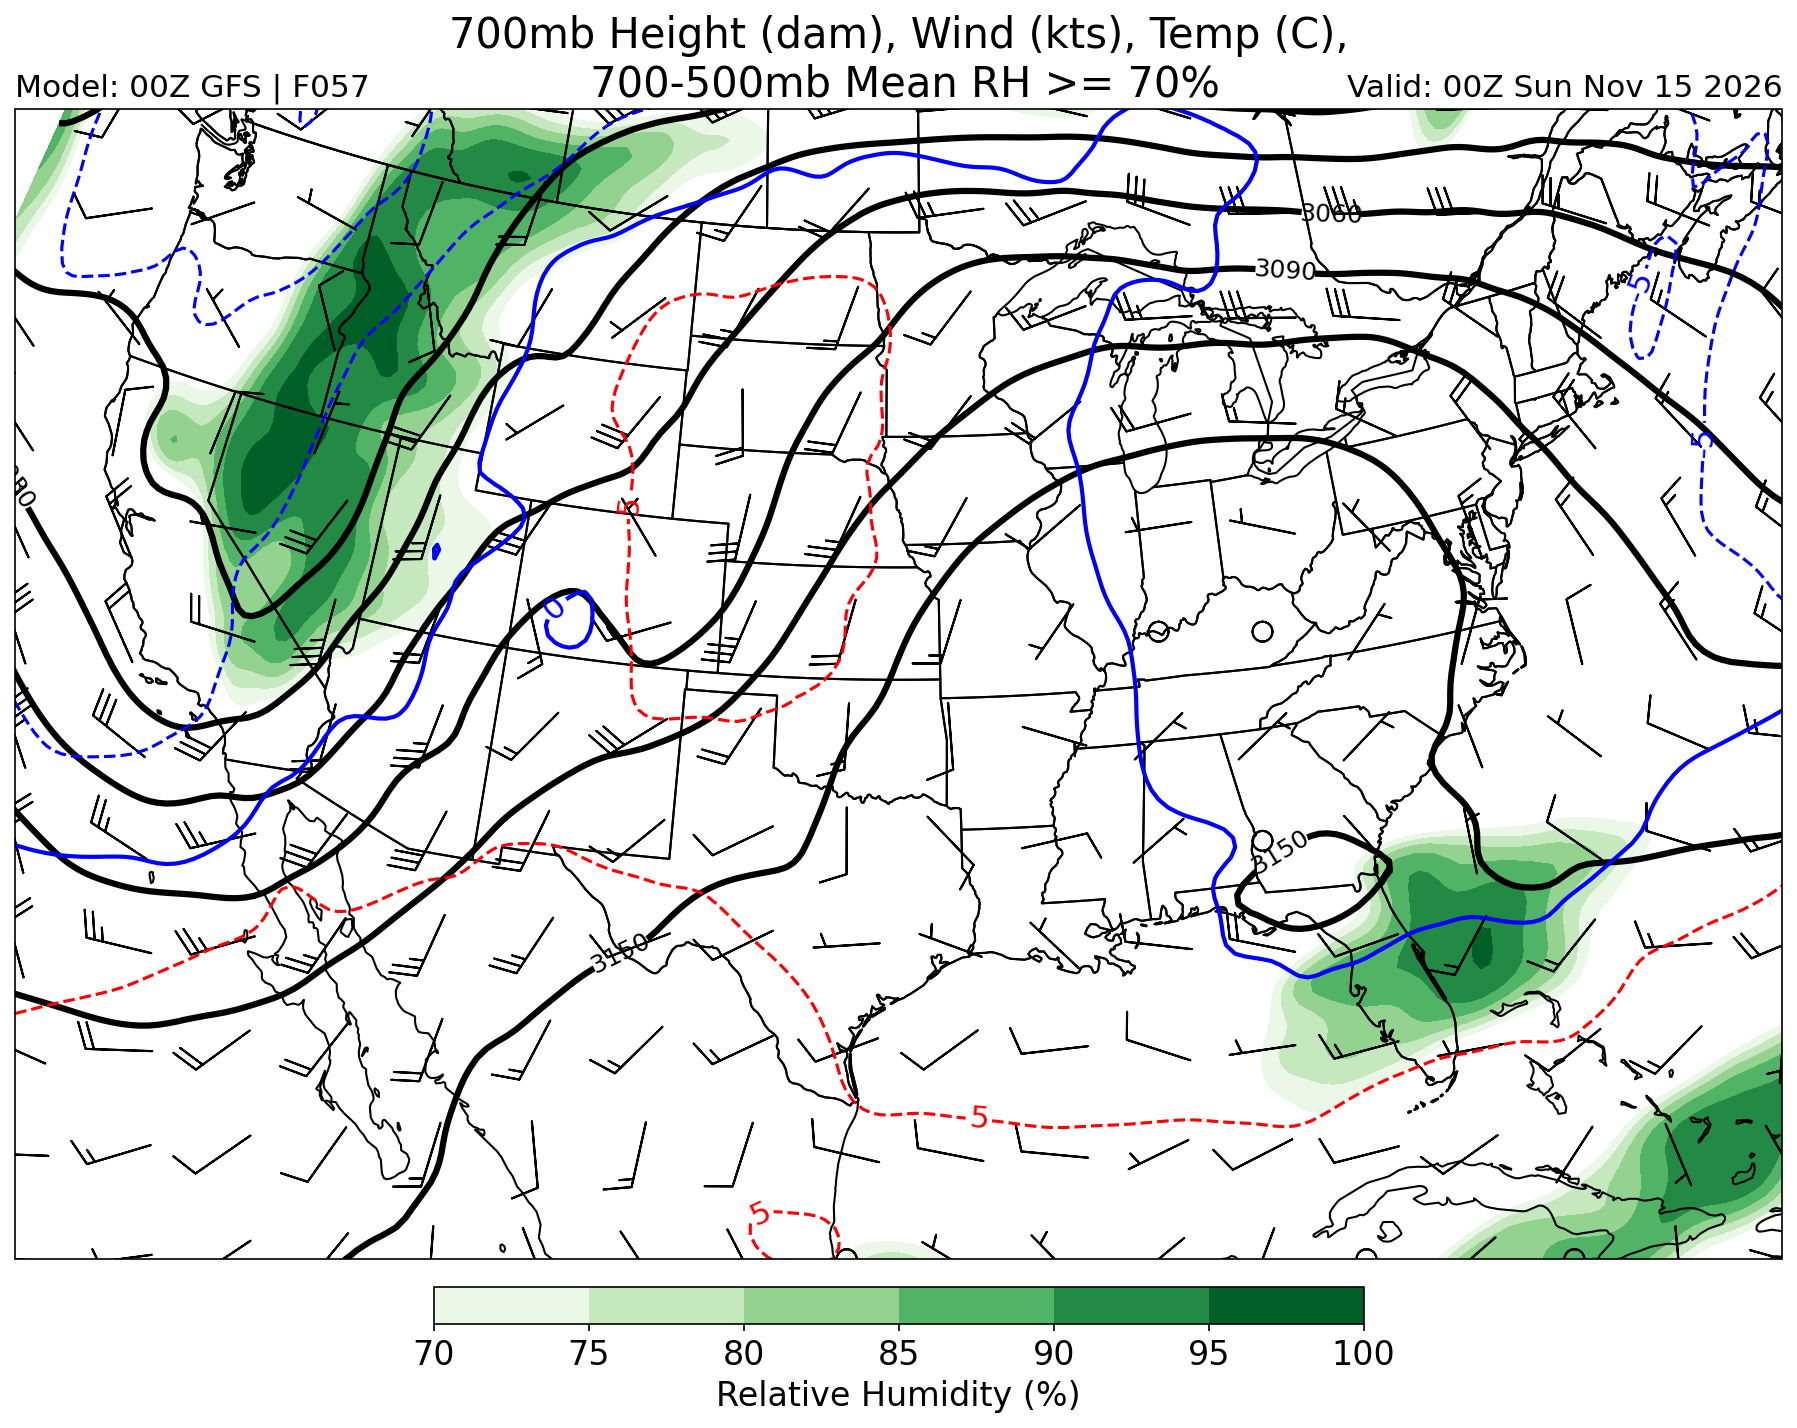 700mb Height (dam), Wind (kts), Temp (C),
700-500mb Mean RH >= 70%
Model: 00Z GFS | F057
Valid: 00Z Sun Nov 15 2026
3060
3090
5
5
5
0
3150
3150
5
5
70 75 80 85 90 95 100
Relative Humidity (%)